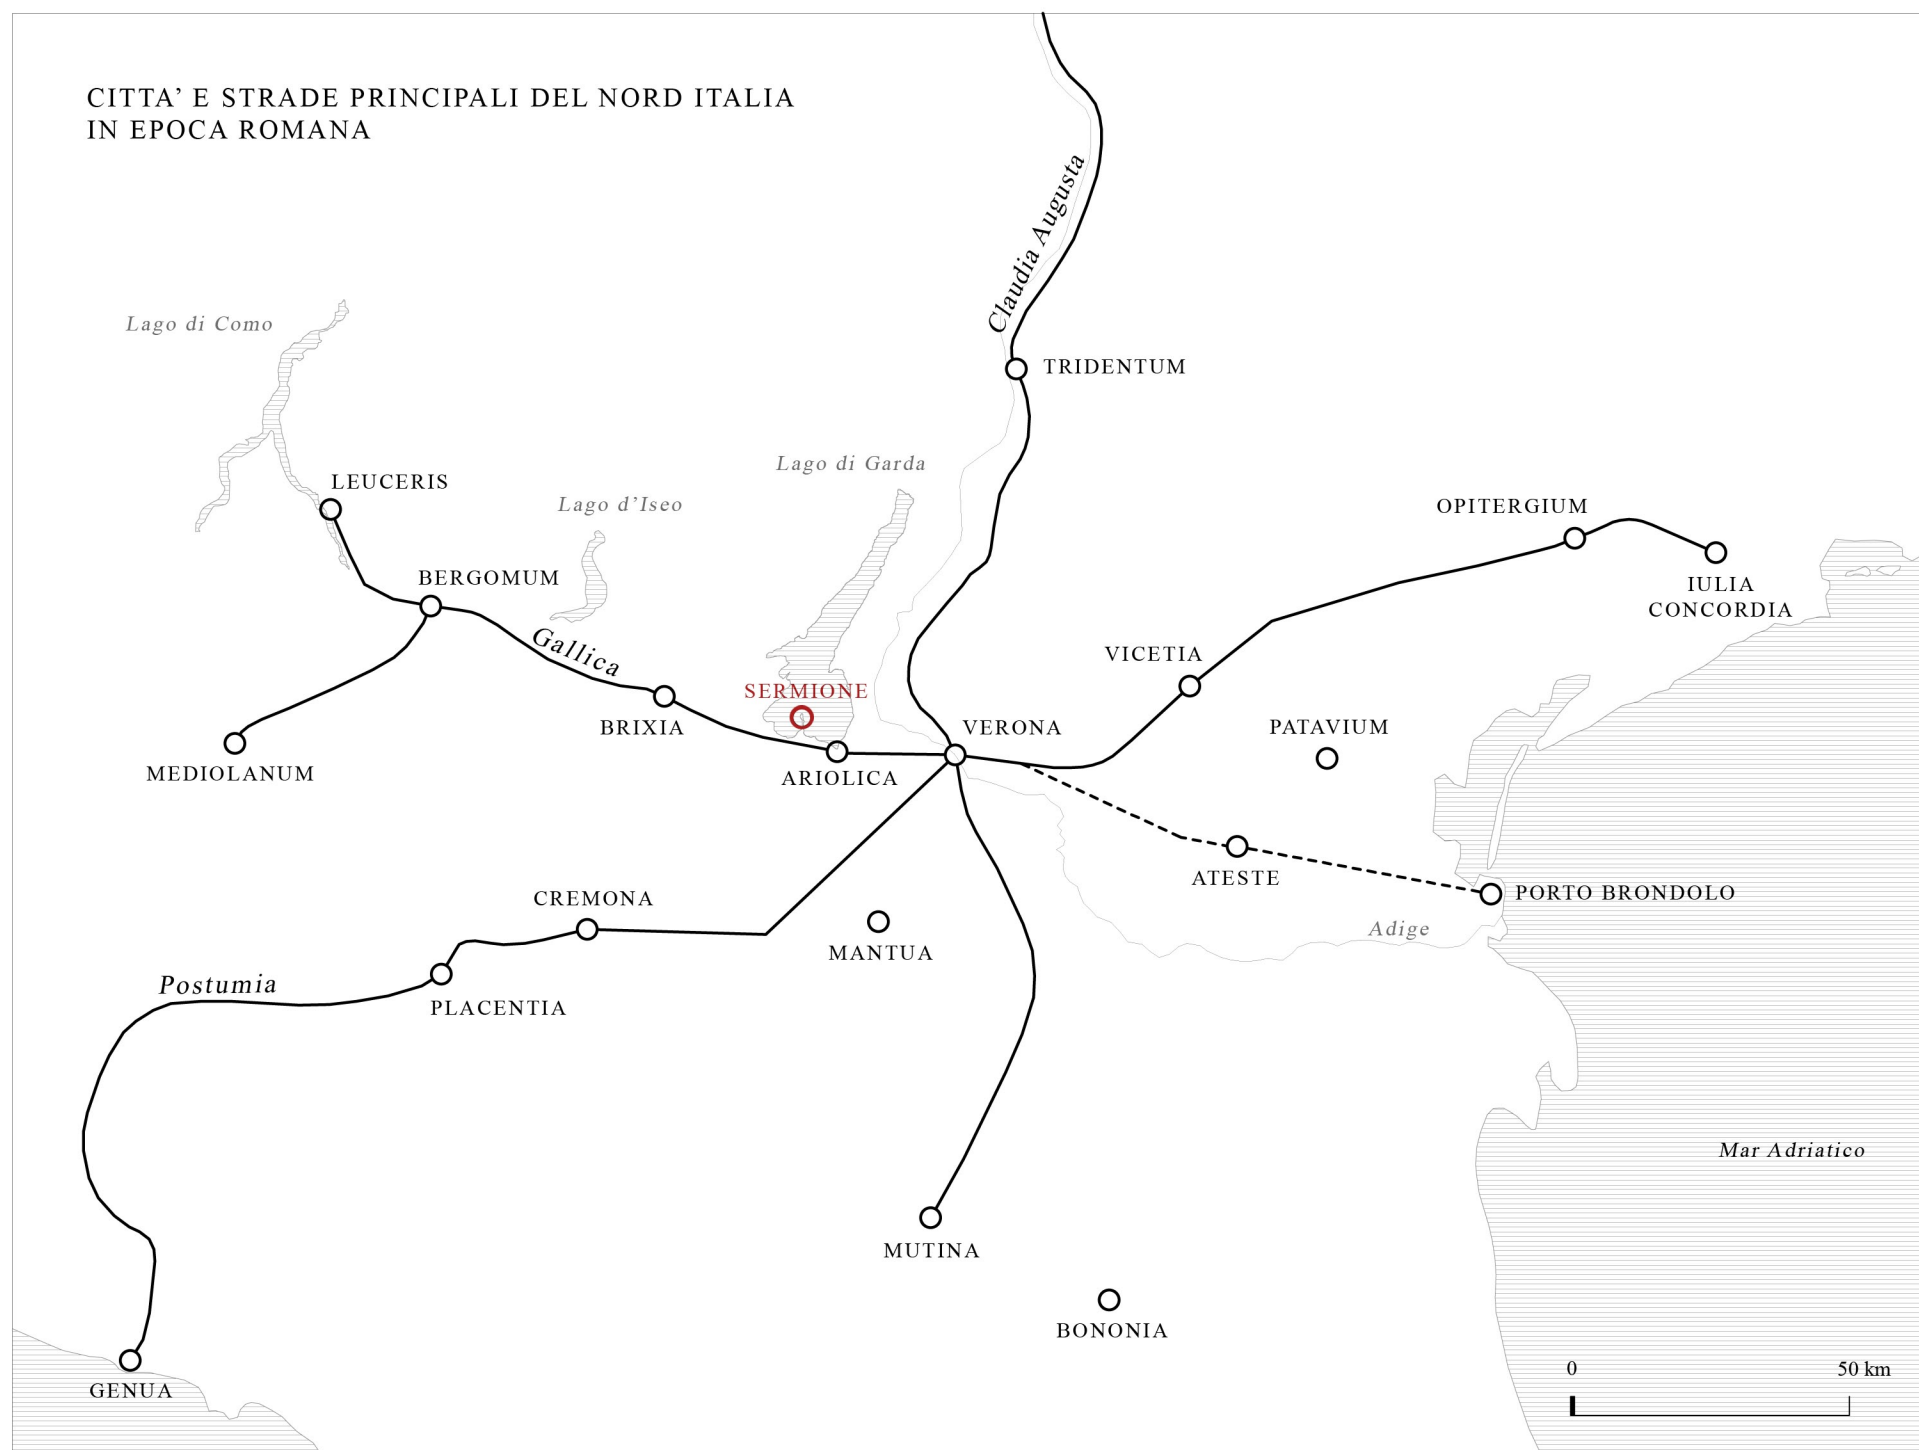 CITTA’ E STRADE PRINCIPALI DEL NORD ITALIA
IN EPOCA ROMANA
Claudia Augusta
Lago di Como
TRIDENTUM
Lago di Garda
LEUCERIS
Lago d’Iseo
OPITERGIUM
BERGOMUM
IULIA
CONCORDIA
Gallica
VICETIA
SERMIONE
BRIXIA
VERONA
PATAVIUM
MEDIOLANUM
ARIOLICA
ATESTE
CREMONA
PORTO BRONDOLO
Adige
MANTUA
Postumia
PLACENTIA
Mar Adriatico
MUTINA
BONONIA
0
50 km
GENUA